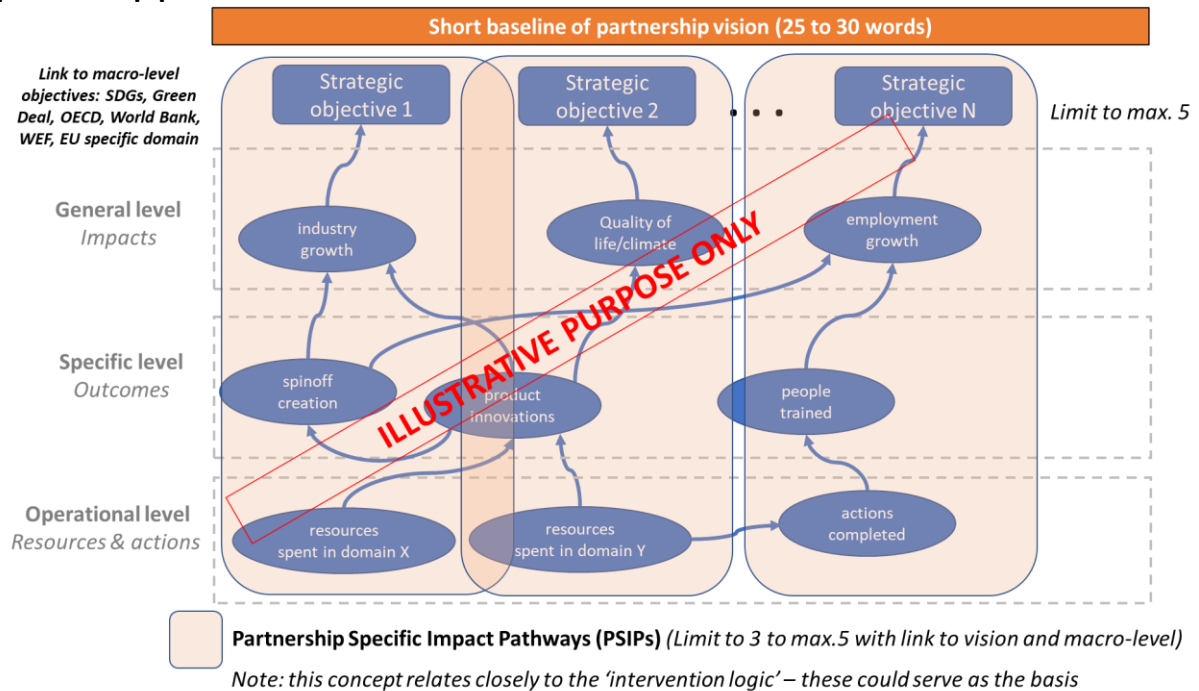 Short baseline of partnership vision (25 to 30 words)
Link to macro-level
objectives: SDGs, Green
Deal, OECD, World Bank,
WEF, EU specific domain
Strategic
objective 1
Strategic
objective 2
. . .
Strategic
objective N
Limit to max. 5
General level
Impacts
industry
growth
Quality of
life/climate
employment
growth
ILLUSTRATIVE PURPOSE ONLY
Specific level
Outcomes
spinoff
creation
product
innovations
people
trained
Operational level
Resources & actions
resources
spent in domain X
resources
spent in domain Y
actions
completed
Partnership Specific Impact Pathways (PSIPs) (Limit to 3 to max.5 with link to vision and macro-level)
Note: this concept relates closely to the ‘intervention logic’ – these could serve as the basis